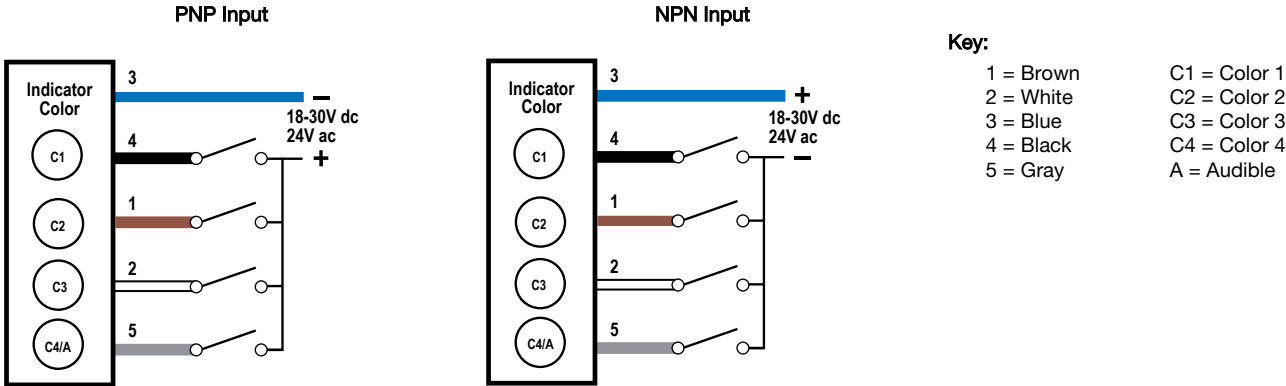 PNP Input
Indicator
Color
3
−
18-30V dc
24V ac
+
4
C1
1
C2
2
C3
5
C4/A
NPN Input
Indicator
Color
3
+
18-30V dc
24V ac
−
4
C1
1
C2
2
C3
5
C4/A
Key:
1 = Brown
2 = White
3 = Blue
4 = Black
5 = Gray
C1 = Color 1
C2 = Color 2
C3 = Color 3
C4 = Color 4
A = Audible